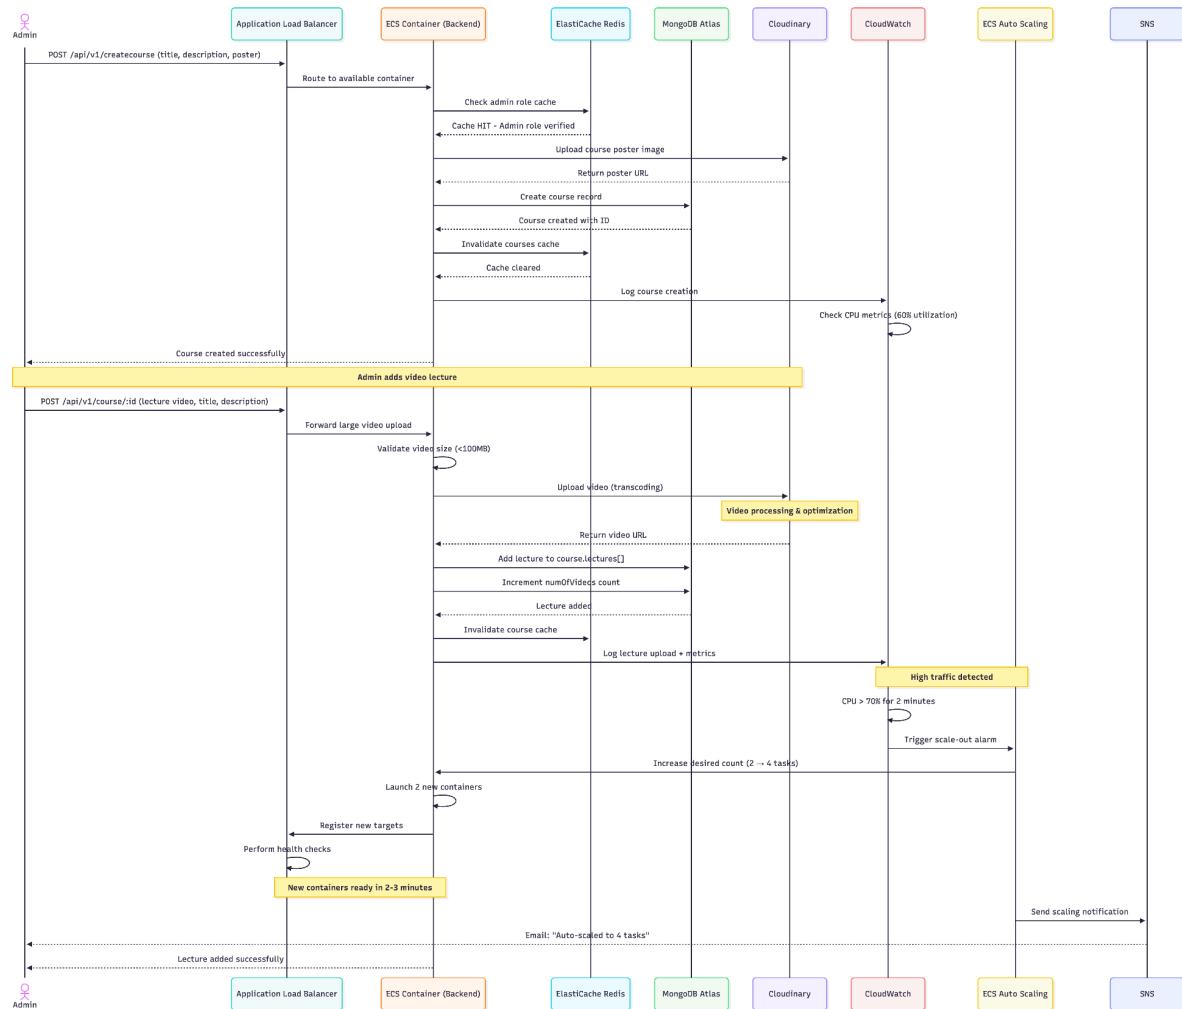 Admin
Application Load Balancer
ECS Container (Backend)
ElastiCache Redis
MongoDB Atlas
Cloudinary
CloudWatch
ECS Auto Scaling
SNS
POST /api/v1/createcourse (title, description, poster)
Route to available container
Check admin role cache
Cache HIT - Admin role verified
Upload course poster image
Return poster URL
Create course record
Course created with ID
Invalidate courses cache
Cache cleared
Log course creation
Check CPU metrics (60% utilization)
Course created successfully
Admin adds video lecture
POST /api/v1/course/:id (lecture video, title, description)
Forward large video upload
Validate video size (<100MB)
Upload video (transcoding)
Video processing & optimization
Return video URL
Add lecture to course.lectures[]
Increment numOfVideos count
Lecture added
Invalidate course cache
Log lecture upload + metrics
High traffic detected
CPU > 70% for 2 minutes
Trigger scale-out alarm
Increase desired count (2 → 4 tasks)
Launch 2 new containers
Register new targets
Perform health checks
New containers ready in 2-3 minutes
Send scaling notification
Email: "Auto-scaled to 4 tasks"
Lecture added successfully
Admin
Application Load Balancer
ECS Container (Backend)
ElastiCache Redis
MongoDB Atlas
Cloudinary
CloudWatch
ECS Auto Scaling
SNS